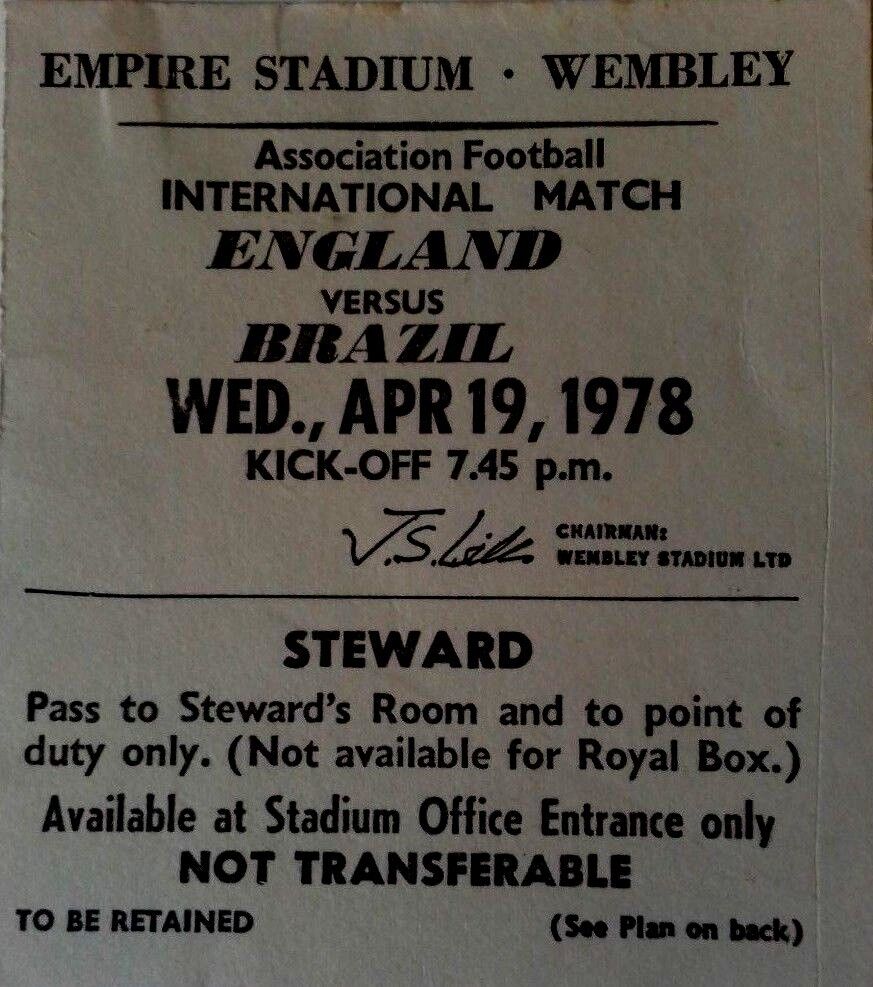 EMPIRE STADIUM · WEMBLEY
Association Football
INTERNATIONAL MATCH
ENGLAND
VERSUS
BRAZIL
WED., APR 19, 1978
KICK-OFF 7.45 p.m.
J.S. Lill
CHAIRMAN:
WEMBLEY STADIUM LTD
STEWARD
Pass to Steward's Room and to point of
duty only. (Not available for Royal Box.)
Available at Stadium Office Entrance only
NOT TRANSFERABLE
TO BE RETAINED
(See Plan on back)